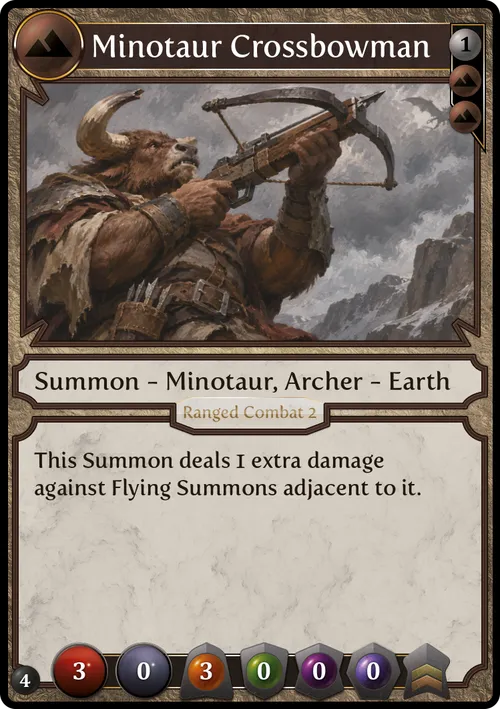 Minotaur Crossbowman
1
Summon – Minotaur, Archer – Earth
Ranged Combat 2
This Summon deals 1 extra damage
against Flying Summons adjacent to it.
4 3* 0* 3 0 0 0